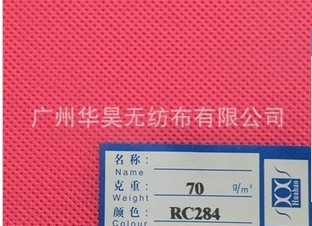 广州华昊无纺布有限公司
名称:
Name
克重: 70 g/m²
Weight
颜色: RC284
Colour
Huahao